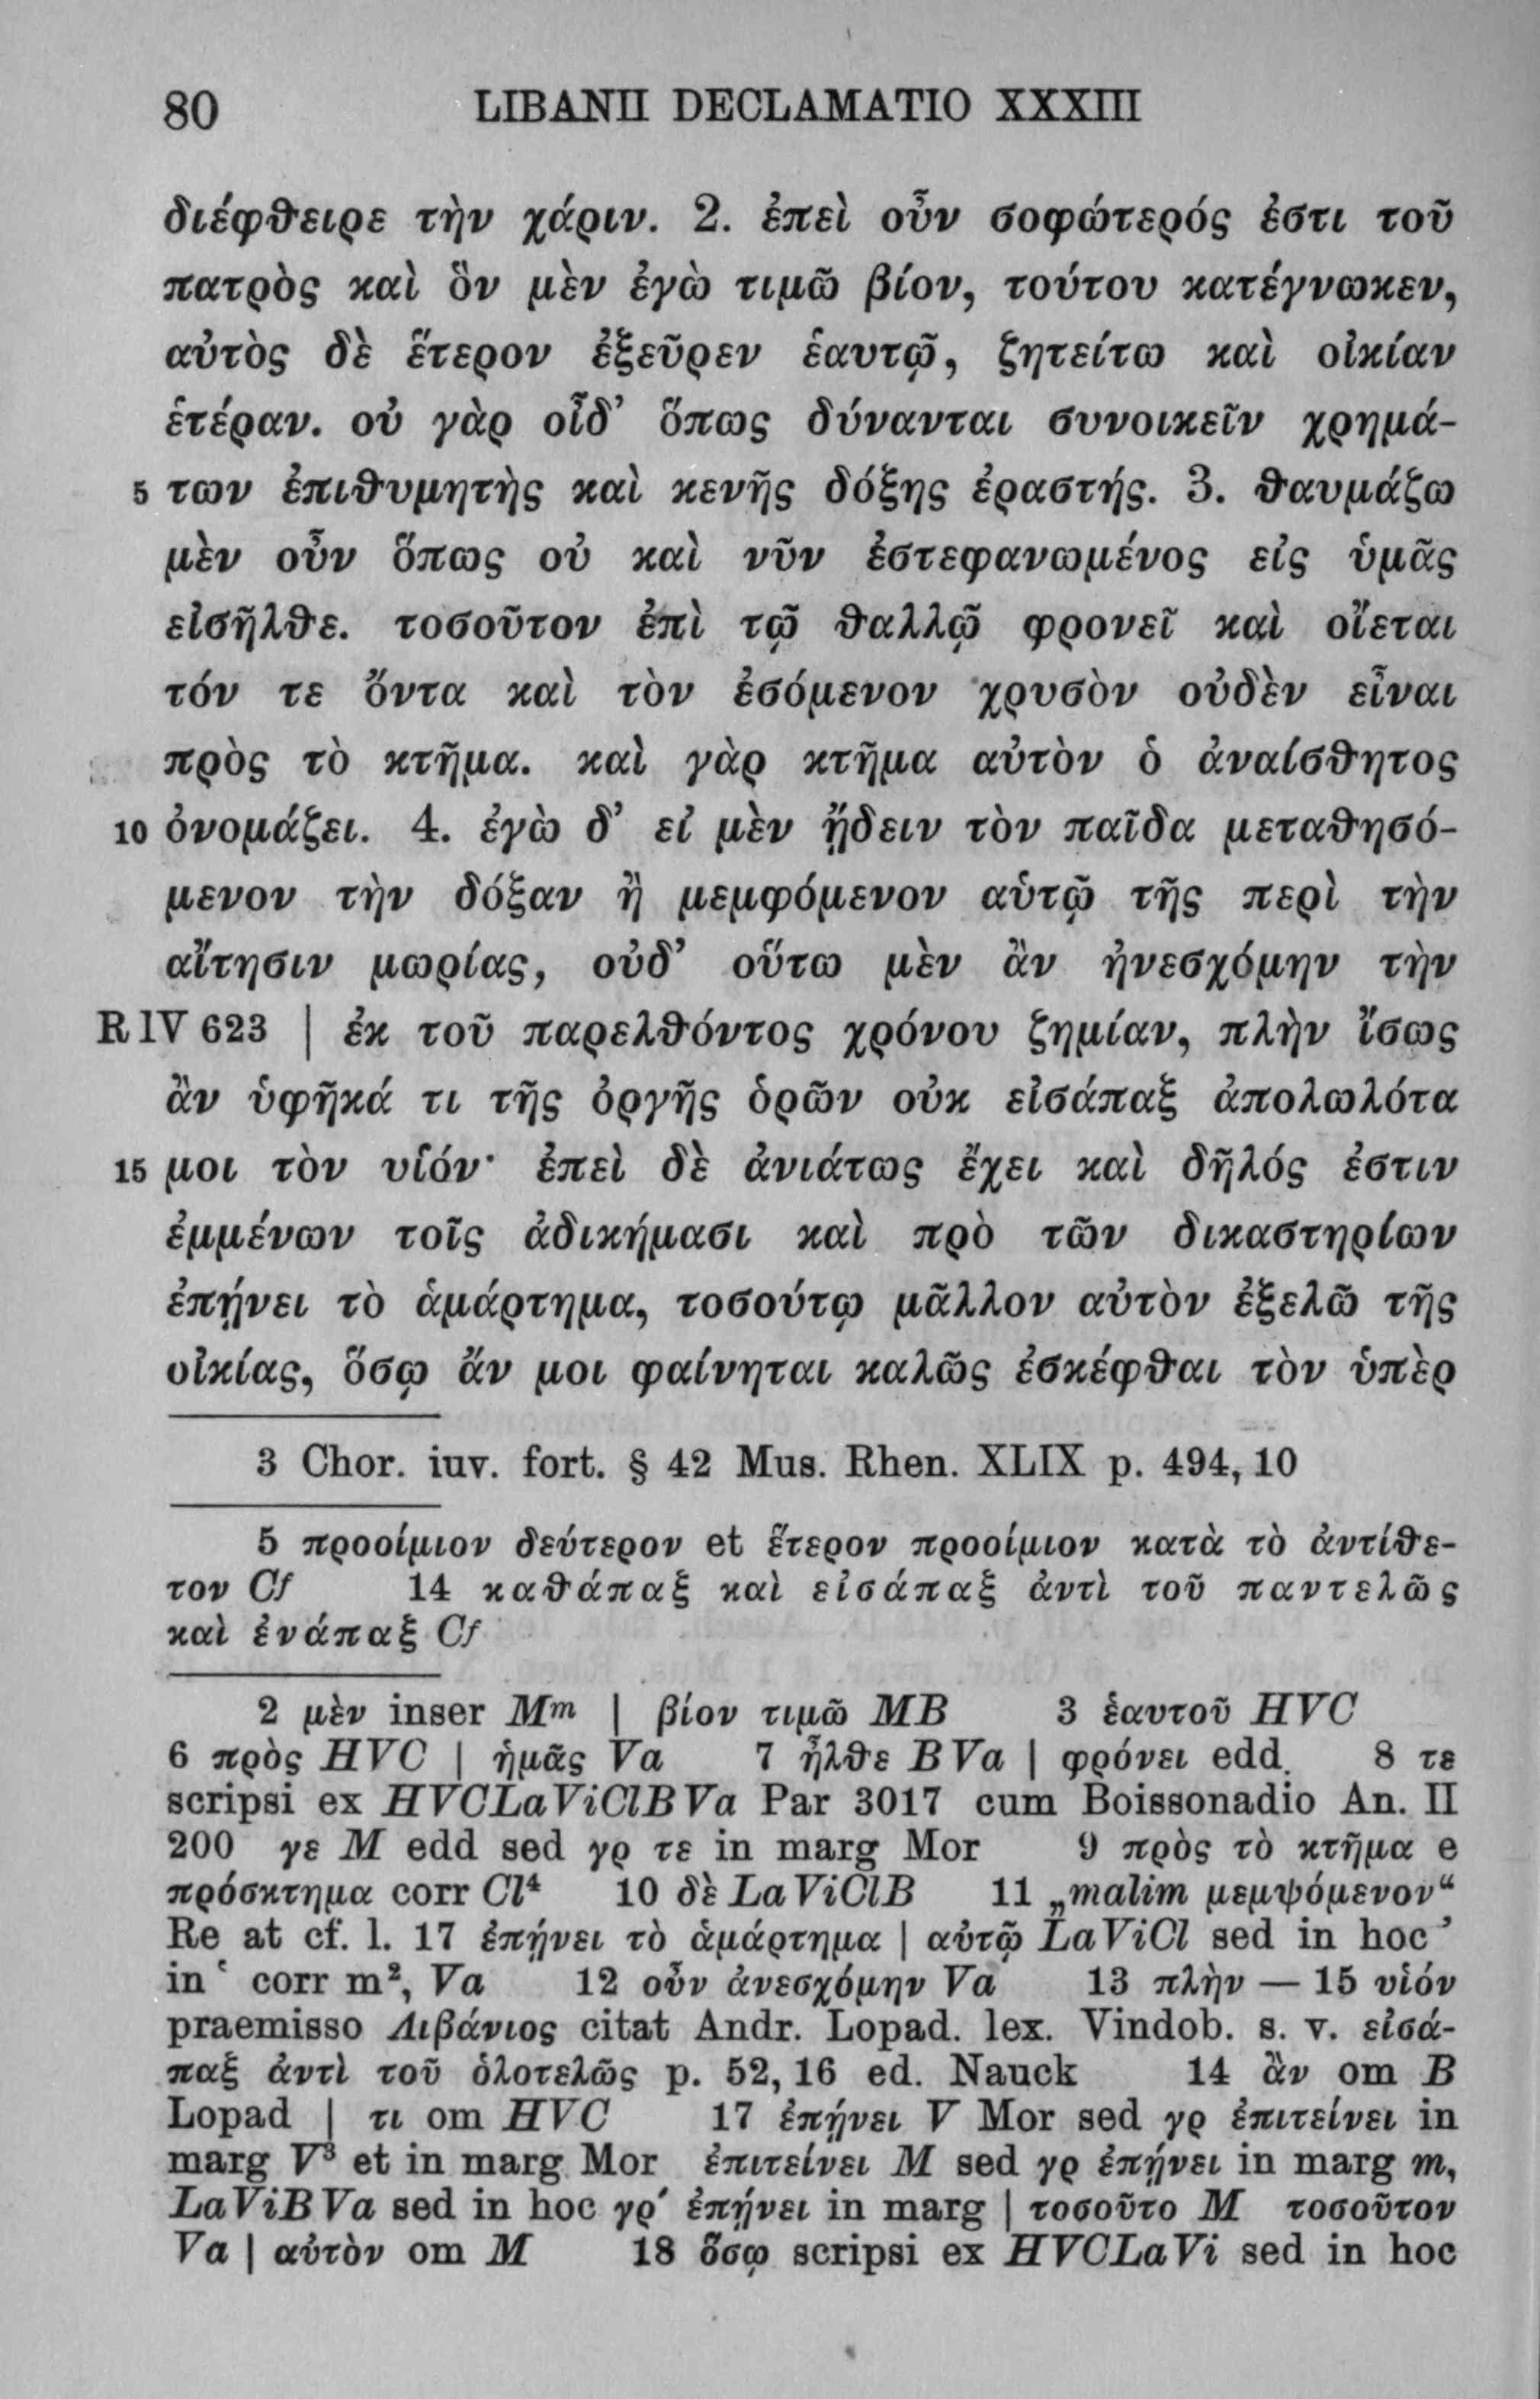 80 LIBANII DECLAMATIO XXXIII
διέφθειρε τὴν χάριν. 2. ἐπεὶ οὖν σοφώτερός ἐστι τοῦ
πατρὸς καὶ ὃν μὲν ἐγὼ τιμῶ βίον, τούτου κατέγνωκεν,
αὐτὸς δὲ ἕτερον ἐξεῦρεν ἑαυτῷ, ζητείτω καὶ οἰκίαν
ἑτέραν. οὐ γὰρ οἶδ’ ὅπως δύνανται συνοικεῖν χρημά-
5 των ἐπιθυμητὴς καὶ κενῆς δόξης ἐραστής. 3. θαυμάζω
μὲν οὖν ὅπως οὐ καὶ νῦν ἐστεφανωμένος εἰς ὑμᾶς
εἰσῆλθε. τοσοῦτον ἐπὶ τῷ θαλλῷ φρονεῖ καὶ οἴεται
τόν τε ὄντα καὶ τὸν ἐσόμενον χρυσὸν οὐδὲν εἶναι
πρὸς τὸ κτῆμα. καὶ γὰρ κτῆμα αὐτὸν ὁ ἀναίσθητος
10 ὀνομάζει. 4. ἐγὼ δ’ εἰ μὲν ᾔδειν τὸν παῖδα μεταθησό-
μενον τὴν δόξαν ἢ μεμφόμενον αὑτῷ τῆς περὶ τὴν
αἴτησιν μωρίας, οὐδ’ οὕτω μὲν ἂν ἠνεσχόμην τὴν
R IV 623 | ἐκ τοῦ παρελθόντος χρόνου ζημίαν, πλὴν ἴσως
ἂν ὑφῆκά τι τῆς ὀργῆς ὁρῶν οὐκ εἰσάπαξ ἀπολωλότα
15 μοι τὸν υἱόν· ἐπεὶ δὲ ἀνιάτως ἔχει καὶ δῆλός ἐστιν
ἐμμένων τοῖς ἀδικήμασι καὶ πρὸ τῶν δικαστηρίων
ἐπῄνει τὸ ἁμάρτημα, τοσούτῳ μᾶλλον αὐτὸν ἐξελῶ τῆς
οἰκίας, ὅσῳ ἄν μοι φαίνηται καλῶς ἐσκέφθαι τὸν ὑπὲρ
3 Chor. iuv. fort. § 42 Mus. Rhen. XLIX p. 494, 10
5 προοίμιον δεύτερον et ἕτερον προοίμιον κατὰ τὸ ἀντίθε-
τον Cf 14 καθάπαξ καὶ εἰσάπαξ ἀντὶ τοῦ παντελῶς
καὶ ἐνάπαξ Cf
2 μὲν inser Mm | βίον τιμῶ MB 3 ἑαυτοῦ HVC
6 πρὸς HVC | ἡμᾶς Va 7 ἦλθε BVa | φρόνει edd. 8 τε
scripsi ex HVCLaViClBVa Par 3017 cum Boissonadio An. II
200 γε M edd sed γρ τε in marg Mor 9 πρὸς τὸ κτῆμα e
πρόσκτημα corr Cl⁴ 10 δὲ LaViClB 11 „malim μεμψόμενον“
Re at cf. l. 17 ἐπῄνει τὸ ἁμάρτημα | αὐτῷ LaViCl sed in hoc ᾿
in ῾ corr m², Va 12 οὖν ἀνεσχόμην Va 13 πλὴν — 15 υἱόν
praemisso Λιβάνιος citat Andr. Lopad. lex. Vindob. s. v. εἰσά-
παξ ἀντὶ τοῦ ὁλοτελῶς p. 52, 16 ed. Nauck 14 ἂν om B
Lopad | τι om HVC 17 ἐπῄνει V Mor sed γρ ἐπιτείνει in
marg V³ et in marg Mor ἐπιτείνει M sed γρ ἐπῄνει in marg m,
LaViBVa sed in hoc γρ´ ἐπῄνει in marg | τοσοῦτο M τοσοῦτον
Va | αὐτὸν om M 18 ὅσῳ scripsi ex HVCLaVi sed in hoc